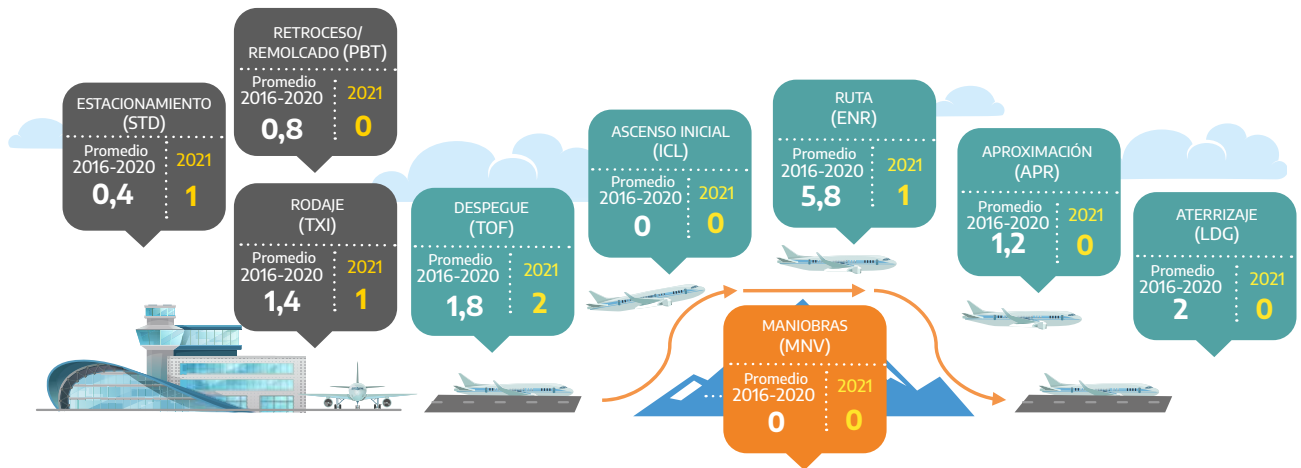 ESTACIONAMIENTO
(STD)
Promedio
2016-2020
0,4
2021
1
RETROCESO/
REMOLCADO (PBT)
Promedio
2016-2020
0,8
2021
0
RODAJE
(TXI)
Promedio
2016-2020
1,4
2021
1
DESPEGUE
(TOF)
Promedio
2016-2020
1,8
2021
2
ASCENSO INICIAL
(ICL)
Promedio
2016-2020
0
2021
0
RUTA
(ENR)
Promedio
2016-2020
5,8
2021
1
MANIOBRAS
(MNV)
Promedio
2016-2020
0
2021
0
APROXIMACIÓN
(APR)
Promedio
2016-2020
1,2
2021
0
ATERRIZAJE
(LDG)
Promedio
2016-2020
2
2021
0